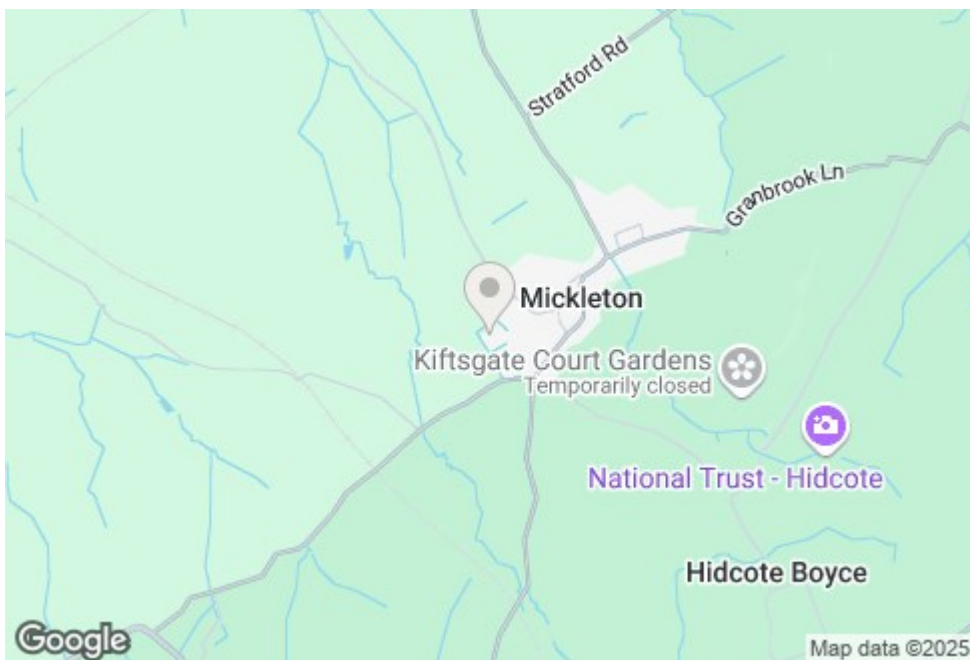 Stratford Rd
Granbrook Ln
Mickleton
Kiftsgate Court Gardens
Temporarily closed
National Trust - Hidcote
Hidcote Boyce
Google
Map data ©2025